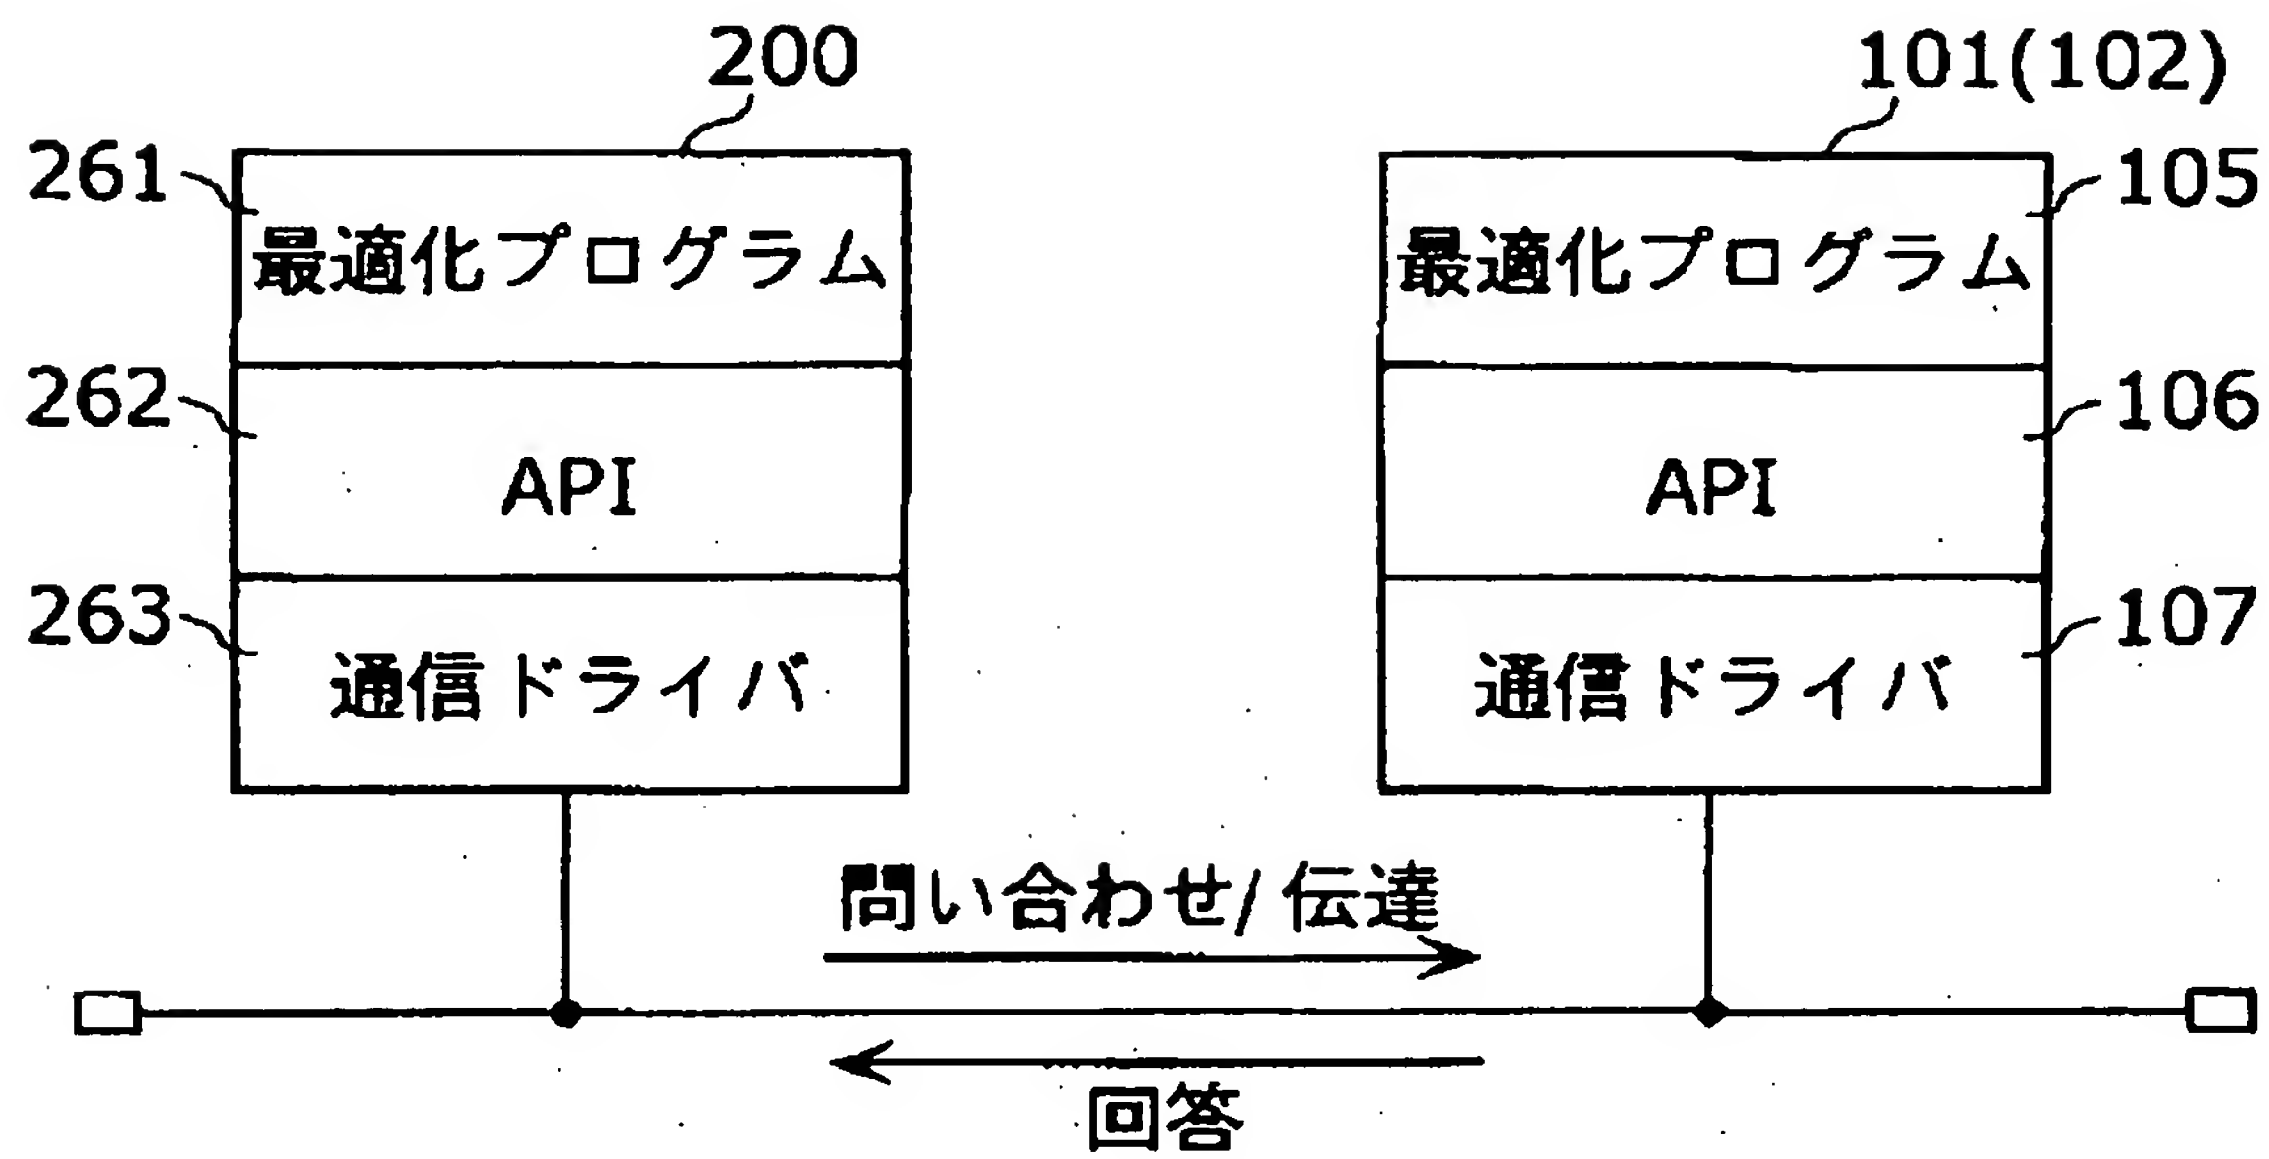 200
101(102)
261
最適化プログラム
最適化プログラム
105
262
API
API
106
263
通信ドライバ
通信ドライバ
107
問い合わせ/伝達
回答